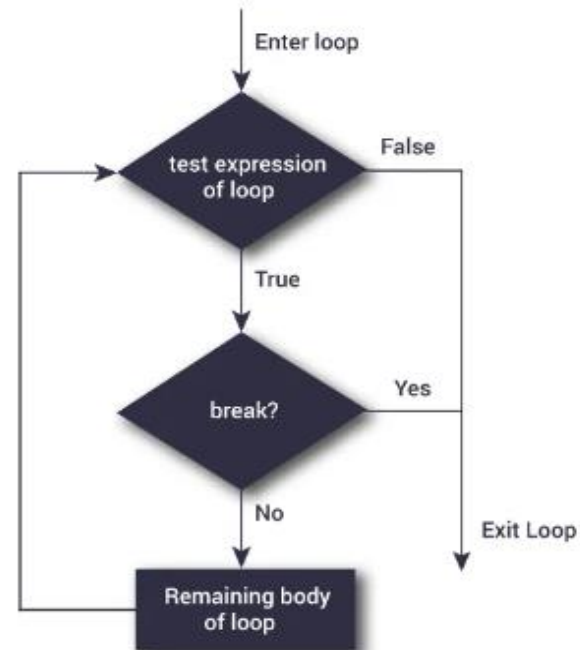 Enter loop
test expression
of loop
False
True
break?
Yes
No
Exit Loop
Remaining body
of loop